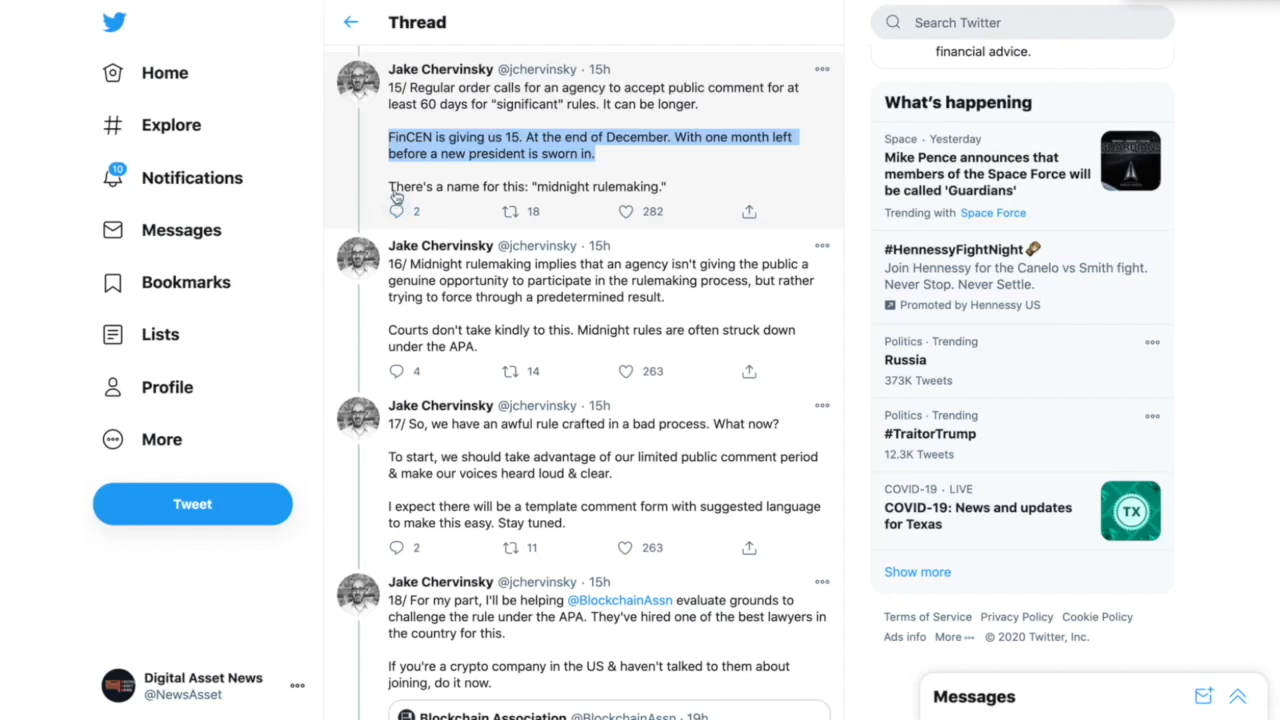 Home
Explore
10
Notifications
Messages
Bookmarks
Lists
Profile
More
Tweet
Digital Asset News
@NewsAsset
Thread
Jake Chervinsky @jchervinsky · 15h
15/ Regular order calls for an agency to accept public comment for at
least 60 days for "significant" rules. It can be longer.
FinCEN is giving us 15. At the end of December. With one month left
before a new president is sworn in.
There's a name for this: "midnight rulemaking."
2 18 282
Jake Chervinsky @jchervinsky · 15h
16/ Midnight rulemaking implies that an agency isn't giving the public a
genuine opportunity to participate in the rulemaking process, but rather
trying to force through a predetermined result.
Courts don't take kindly to this. Midnight rules are often struck down
under the APA.
4 14 263
Jake Chervinsky @jchervinsky · 15h
17/ So, we have an awful rule crafted in a bad process. What now?
To start, we should take advantage of our limited public comment period
& make our voices heard loud & clear.
I expect there will be a template comment form with suggested language
to make this easy. Stay tuned.
2 11 263
Jake Chervinsky @jchervinsky · 15h
18/ For my part, I'll be helping @BlockchainAssn evaluate grounds to
challenge the rule under the APA. They've hired one of the best lawyers in
the country for this.
If you're a crypto company in the US & haven't talked to them about
joining, do it now.
Blockchain Association @BlockchainAssn · 19h
Search Twitter
financial advice.
What's happening
Space · Yesterday
Mike Pence announces that
members of the Space Force will
be called 'Guardians'
Trending with Space Force
GUARDIANS
#HennessyFightNight
Join Hennessy for the Canelo vs Smith fight.
Never Stop. Never Settle.
Promoted by Hennessy US
Politics · Trending
Russia
373K Tweets
Politics · Trending
#TraitorTrump
12.3K Tweets
COVID-19 · LIVE
COVID-19: News and updates
for Texas
TX
Show more
Terms of Service Privacy Policy Cookie Policy
Ads info More © 2020 Twitter, Inc.
Messages